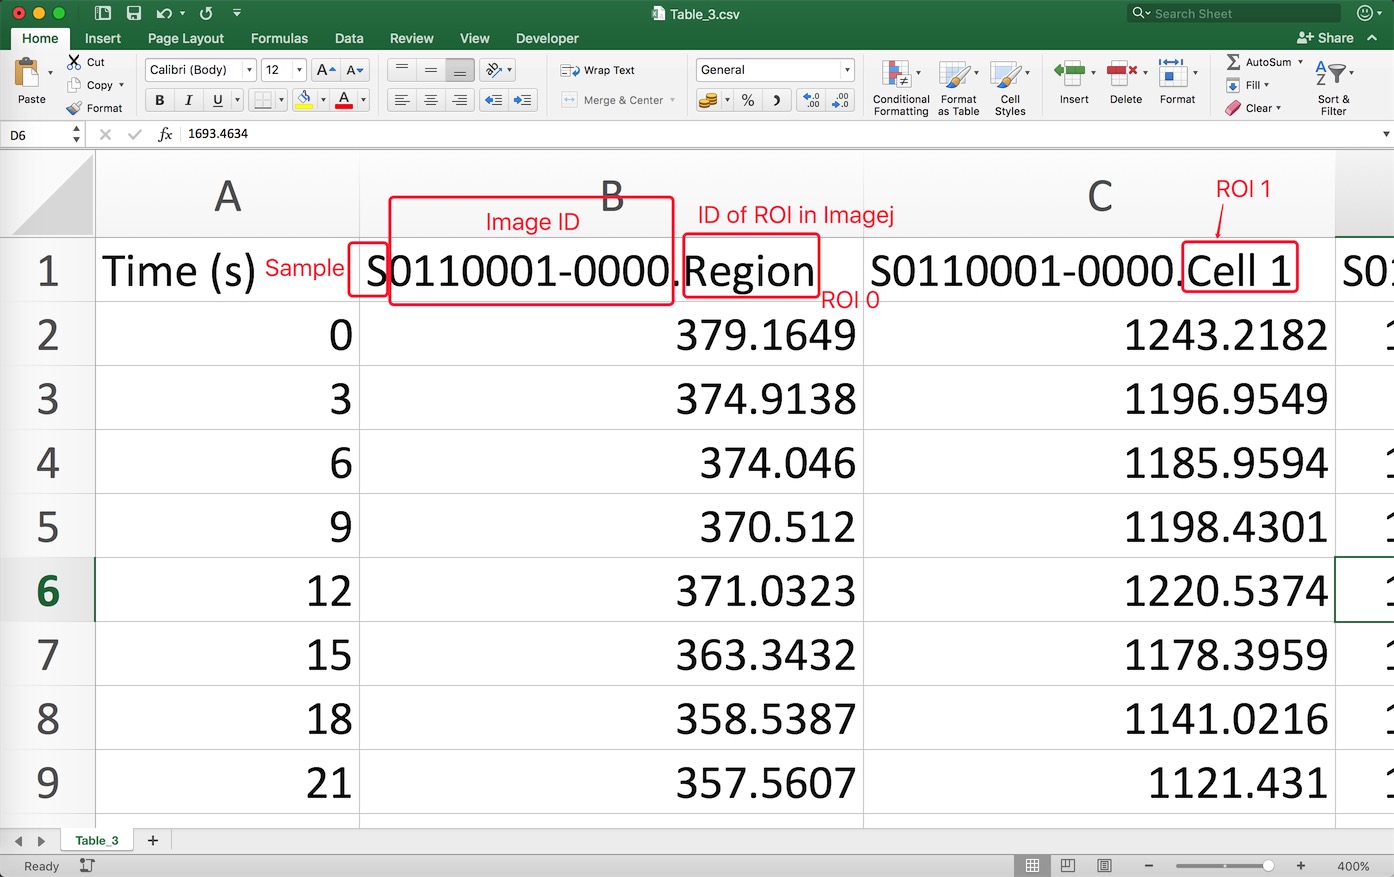 Table_3.csv
Search Sheet
Home Insert Page Layout Formulas Data Review View Developer
Share
Paste
Cut
Copy
Format
Calibri (Body)
12
B I U
Wrap Text
Merge & Center
General
%
Conditional Formatting
Format as Table
Cell Styles
Insert
Delete
Format
AutoSum
Fill
Clear
Sort & Filter
D6
fx 1693.4634
A B C
Image ID
ID of ROI in Imagej
ROI 1
1 Time (s) Sample S0110001-0000.Region S0110001-0000.Cell 1
ROI 0
2 0 379.1649 1243.2182
3 3 374.9138 1196.9549
4 6 374.046 1185.9594
5 9 370.512 1198.4301
6 12 371.0323 1220.5374
7 15 363.3432 1178.3959
8 18 358.5387 1141.0216
9 21 357.5607 1121.431
Table_3
Ready
400%